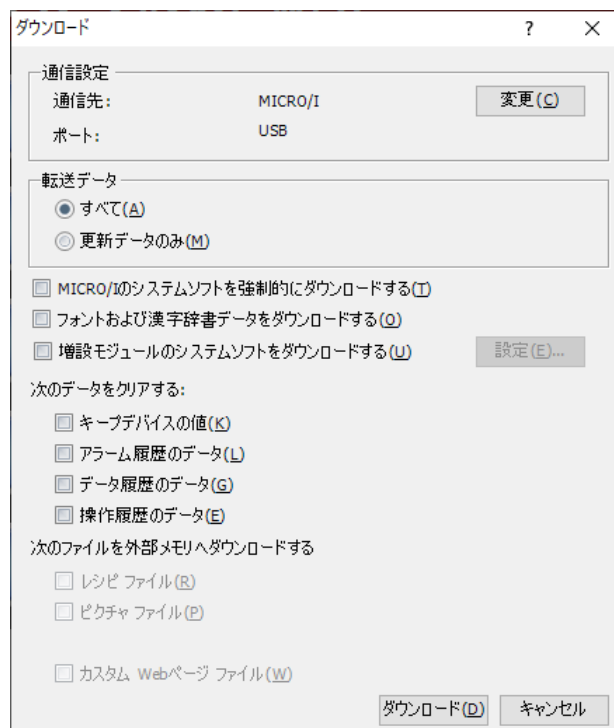 ダウンロード
通信設定
通信先: MICRO/I 変更(C)
ポート: USB
転送データ
すべて(A)
更新データのみ(M)
MICRO/Iのシステムソフトを強制的にダウンロードする(T)
フォントおよび漢字辞書データをダウンロードする(O)
増設モジュールのシステムソフトをダウンロードする(U) 設定(E)...
次のデータをクリアする:
キープデバイスの値(K)
アラーム履歴のデータ(L)
データ履歴のデータ(G)
操作履歴のデータ(E)
次のファイルを外部メモリへダウンロードする
レシピ ファイル(R)
ピクチャ ファイル(P)
カスタム Webページ ファイル(W)
ダウンロード(D) キャンセル